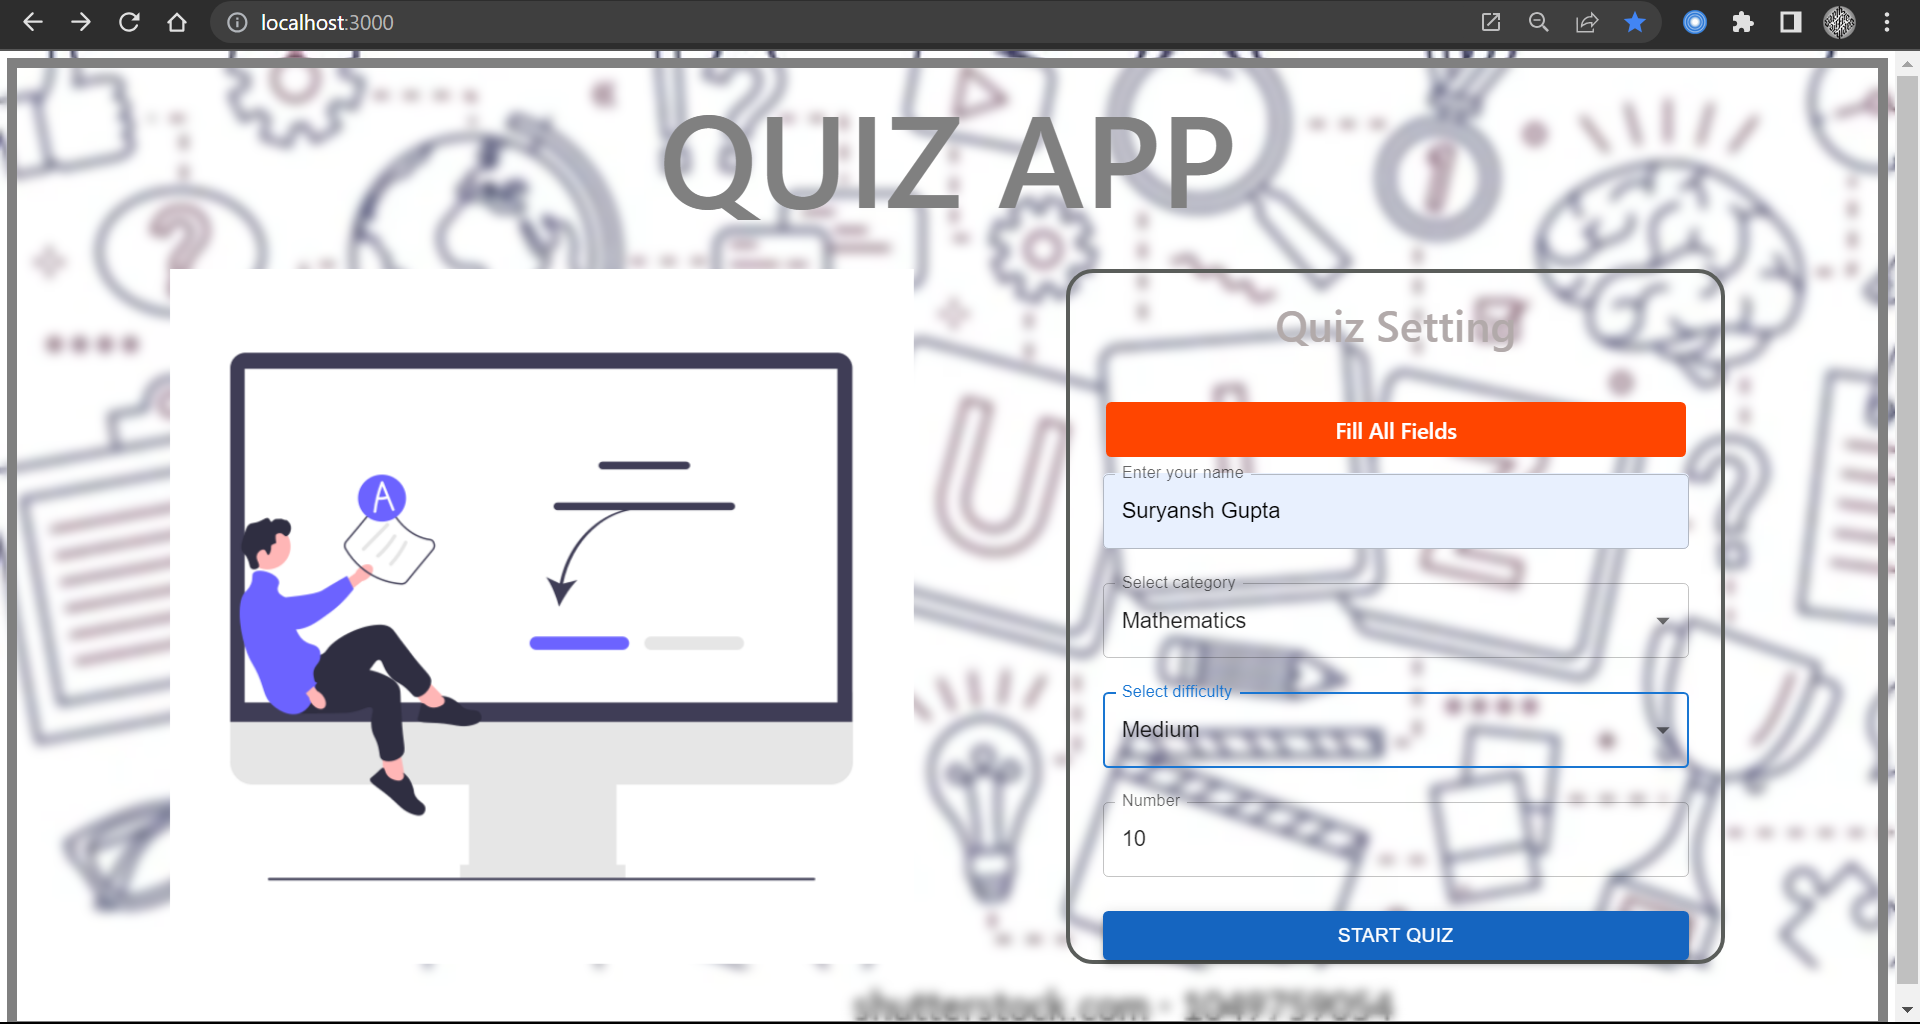 localhost:3000
QUIZ APP
Quiz Setting
Fill All Fields
Enter your name
Suryansh Gupta
Select category
Mathematics
Select difficulty
Medium
Number
10
START QUIZ
A
1
U
shutterstock.com · 1049759054